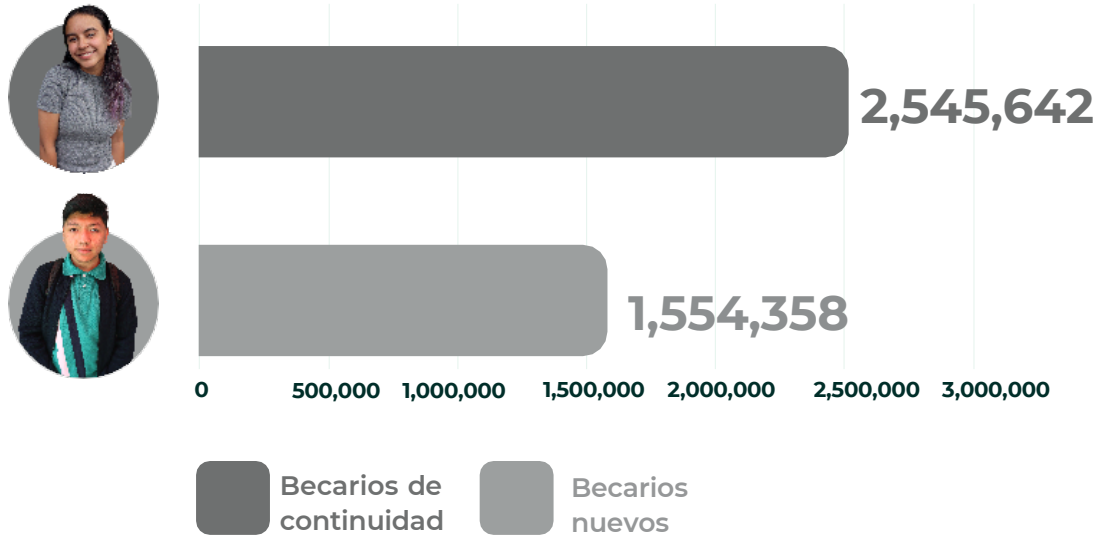 2,545,642
1,554,358
0 500,000 1,000,000 1,500,000 2,000,000 2,500,000 3,000,000
Becarios de
continuidad
Becarios
nuevos